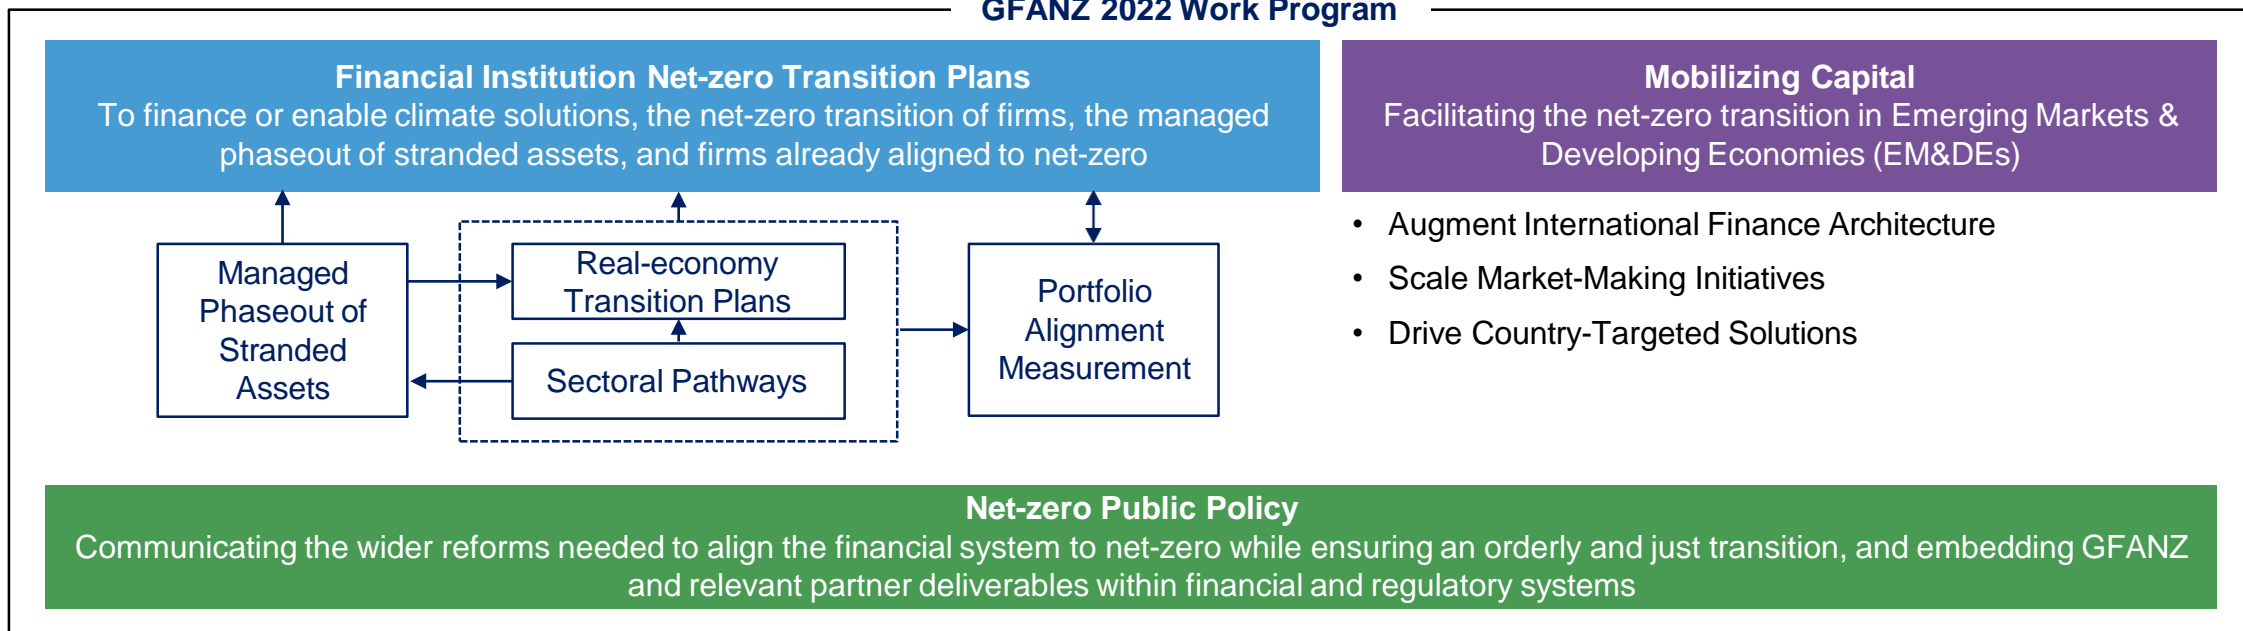 GFANZ 2022 Work Program
Financial Institution Net-zero Transition Plans
To finance or enable climate solutions, the net-zero transition of firms, the managed
phaseout of stranded assets, and firms already aligned to net-zero
Mobilizing Capital
Facilitating the net-zero transition in Emerging Markets &
Developing Economies (EM&DEs)
Managed
Phaseout of
Stranded
Assets
Real-economy
Transition Plans
Sectoral Pathways
Portfolio
Alignment
Measurement
• Augment International Finance Architecture
• Scale Market-Making Initiatives
• Drive Country-Targeted Solutions
Net-zero Public Policy
Communicating the wider reforms needed to align the financial system to net-zero while ensuring an orderly and just transition, and embedding GFANZ
and relevant partner deliverables within financial and regulatory systems